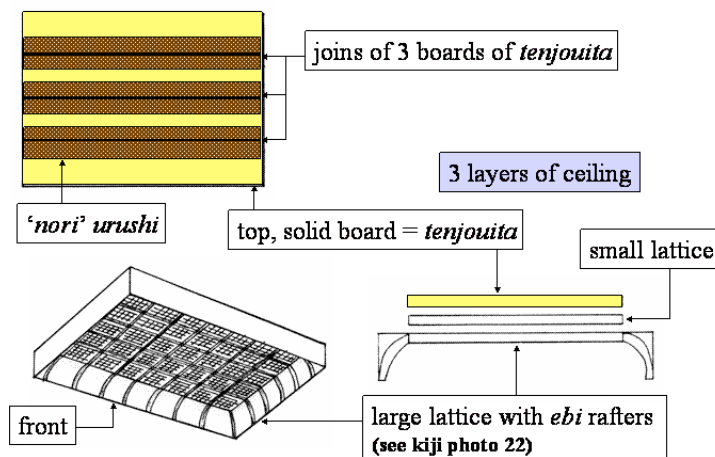 joins of 3 boards of tenjouita
3 layers of ceiling
'nori' urushi
top, solid board = tenjouita
small lattice
front
large lattice with ebi rafters
(see kiji photo 22)